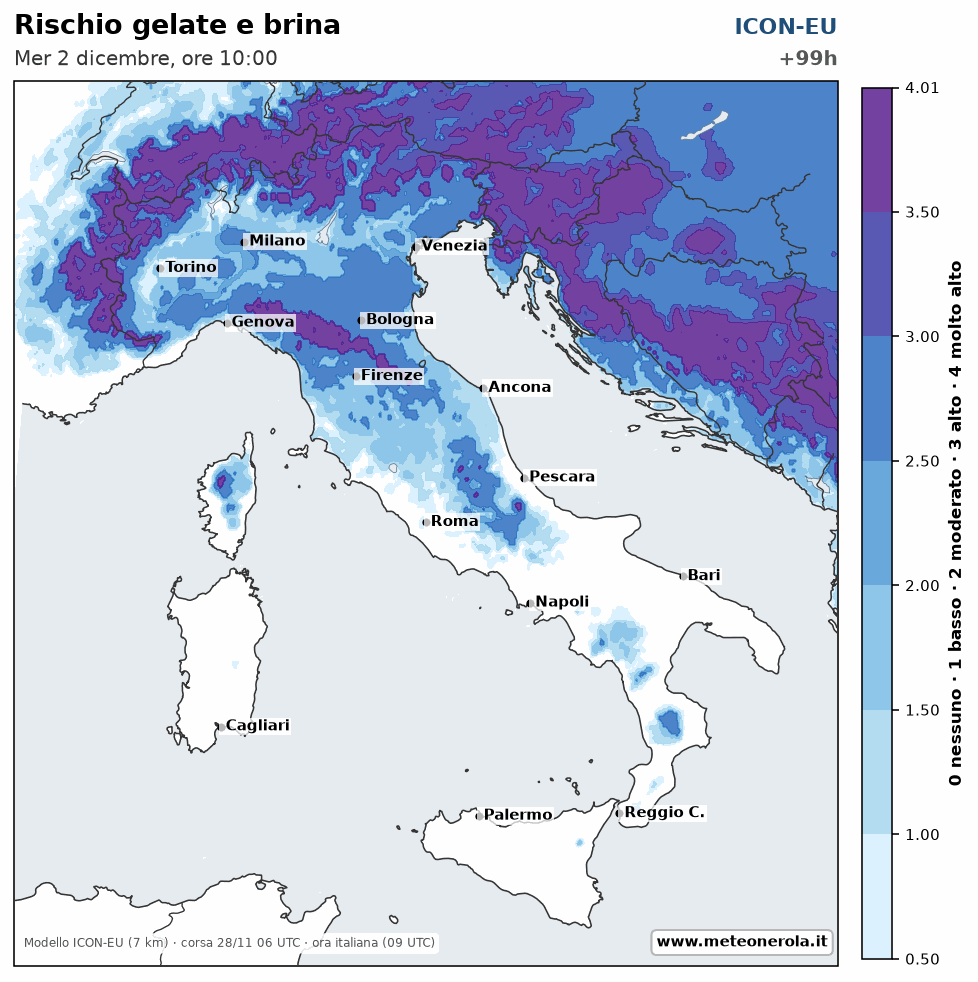 Rischio gelate e brina
ICON-EU
Mer 2 dicembre, ore 10:00
+99h
4.01
3.50
3.00
2.50
2.00
1.50
1.00
0.50
0 nessuno · 1 basso · 2 moderato · 3 alto · 4 molto alto
Milano
Venezia
Torino
Genova
Bologna
Firenze
Ancona
Pescara
Roma
Bari
Napoli
Cagliari
Palermo
Reggio C.
Modello ICON-EU (7 km) · corsa 28/11 06 UTC · ora italiana (09 UTC)
www.meteonerola.it